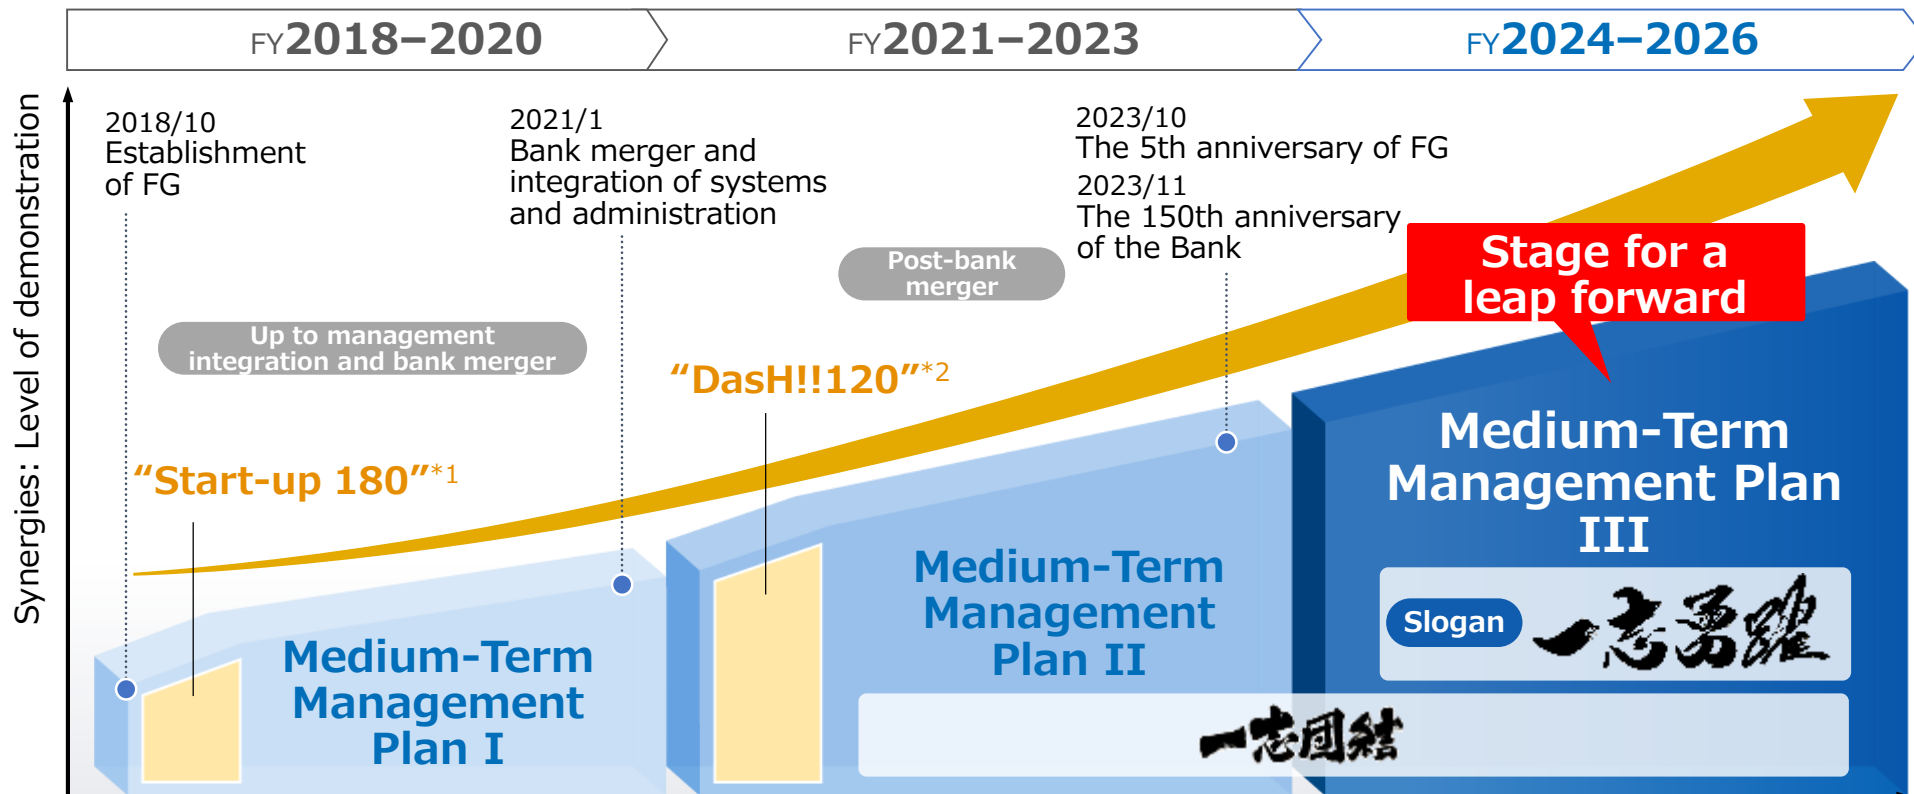 FY2018–2020
FY2021–2023
FY2024–2026
Synergies: Level of demonstration
2018/10
Establishment
of FG
2021/1
Bank merger and
integration of systems
and administration
2023/10
The 5th anniversary of FG
2023/11
The 150th anniversary
of the Bank
Post-bank
merger
Stage for a
leap forward
Up to management
integration and bank merger
“DasH!!120”*2
“Start-up 180”*1
Medium-Term
Management
Plan I
Medium-Term
Management
Plan II
Medium-Term
Management Plan
III
Slogan
一志勇躍
一志団結